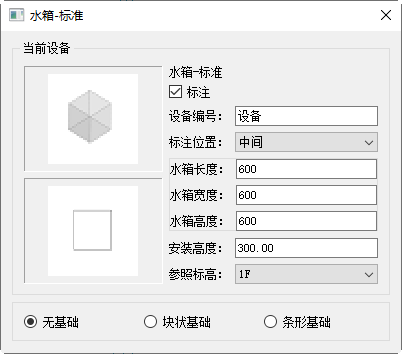 水箱-标准
当前设备
水箱-标准
标注
设备编号： 设备
标注位置： 中间
水箱长度： 600
水箱宽度： 600
水箱高度： 600
安装高度： 300.00
参照标高： 1F
无基础 块状基础 条形基础